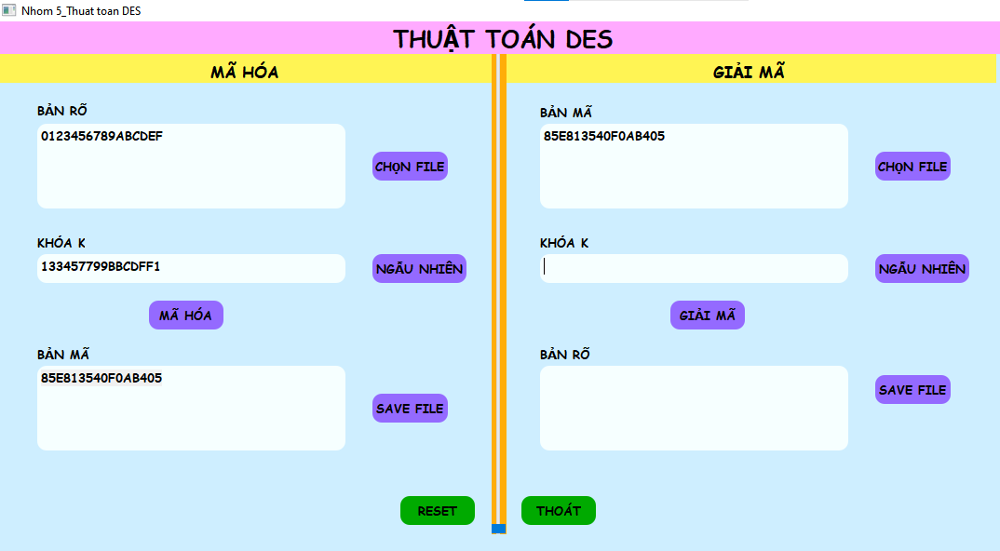 Nhom 5_Thuat toan DES
THUẬT TOÁN DES
MÃ HÓA
BẢN RÕ
0123456789ABCDEF
CHỌN FILE
KHÓA K
133457799BBCDFF1
NGẪU NHIÊN
MÃ HÓA
BẢN MÃ
85E813540F0AB405
SAVE FILE
RESET
GIẢI MÃ
BẢN MÃ
85E813540F0AB405
CHỌN FILE
KHÓA K
NGẪU NHIÊN
GIẢI MÃ
BẢN RÕ
SAVE FILE
THOÁT